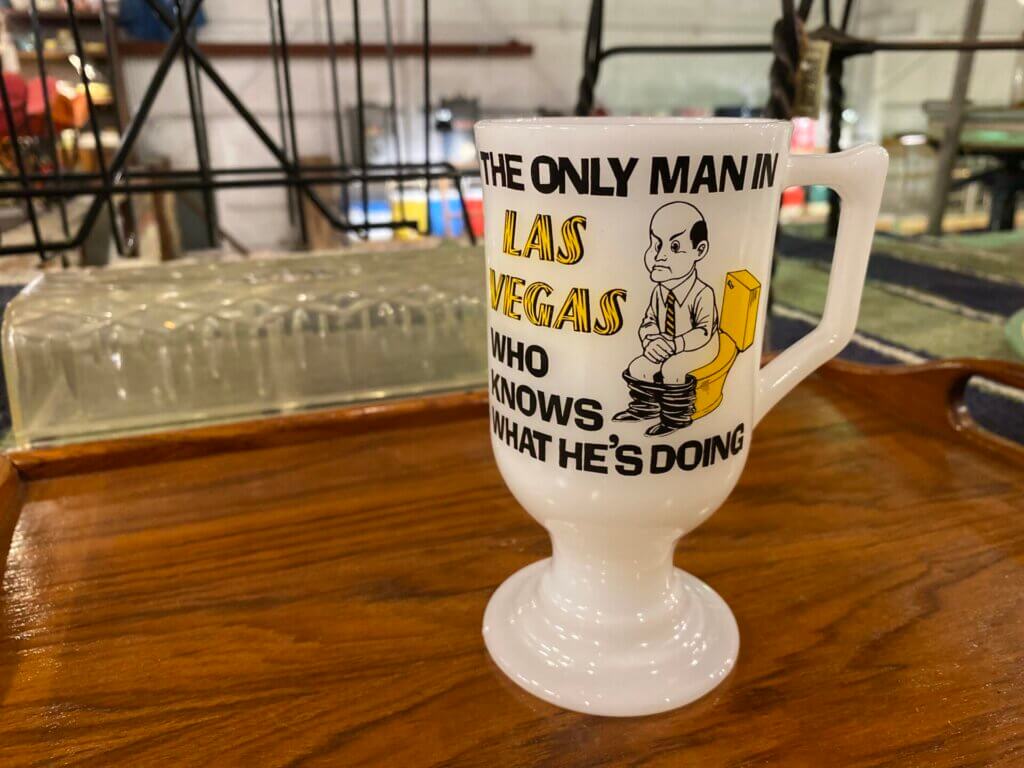 THE ONLY MAN IN
LAS
VEGAS
WHO
KNOWS
WHAT HE'S DOING